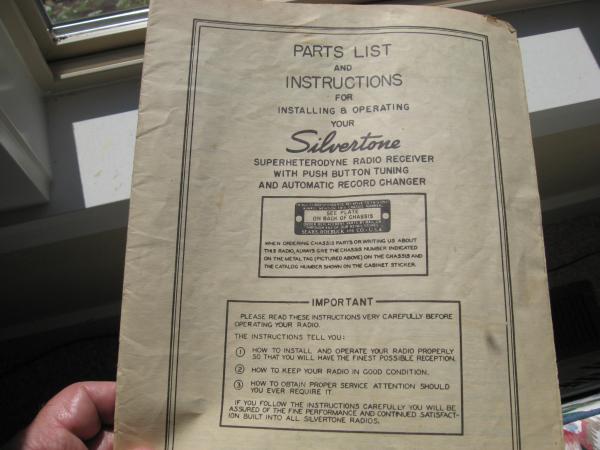 PARTS LIST
AND
INSTRUCTIONS
FOR
INSTALLING & OPERATING
YOUR
Silvertone
SUPERHETERODYNE RADIO RECEIVER
WITH PUSH BUTTON TUNING
AND AUTOMATIC RECORD CHANGER
SEE PLATE
ON BACK OF CHASSIS
SEARS, ROEBUCK AND CO.-U.S.A.
WHEN ORDERING CHASSIS PARTS OR WRITING US ABOUT
THIS RADIO, ALWAYS GIVE THE CHASSIS NUMBER INDICATED
ON THE METAL TAG (PICTURED ABOVE) ON THE CHASSIS AND
THE CATALOG NUMBER SHOWN ON THE CABINET STICKER.
IMPORTANT
PLEASE READ THESE INSTRUCTIONS VERY CAREFULLY BEFORE
OPERATING YOUR RADIO.
THE INSTRUCTIONS TELL YOU:
1 HOW TO INSTALL AND OPERATE YOUR RADIO PROPERLY
SO THAT YOU WILL HAVE THE FINEST POSSIBLE RECEPTION.
2 HOW TO KEEP YOUR RADIO IN GOOD CONDITION.
3 HOW TO OBTAIN PROPER SERVICE ATTENTION SHOULD
YOU EVER REQUIRE IT.
IF YOU FOLLOW THE INSTRUCTIONS CAREFULLY YOU WILL BE
ASSURED OF THE FINE PERFORMANCE AND CONTINUED SATISFACT-
ION BUILT INTO ALL SILVERTONE RADIOS.